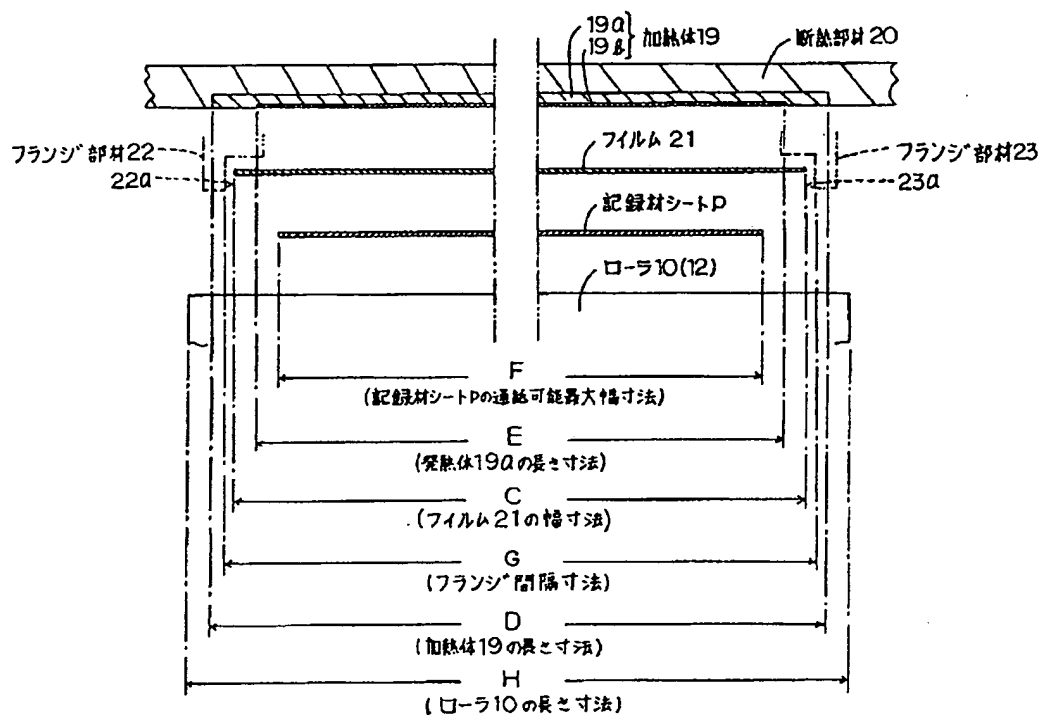 19a
19b
加熱体19
断熱部材20
フランジ部材22
22a
フイルム21
フランジ部材23
23a
記録材シートP
ローラ10(12)
F
(記録材シートPの通紙可能最大幅寸法)
E
(発熱体19aの長さ寸法)
C
(フイルム21の幅寸法)
G
(フランジ間隔寸法)
D
(加熱体19の長さ寸法)
H
(ローラ10の長さ寸法)